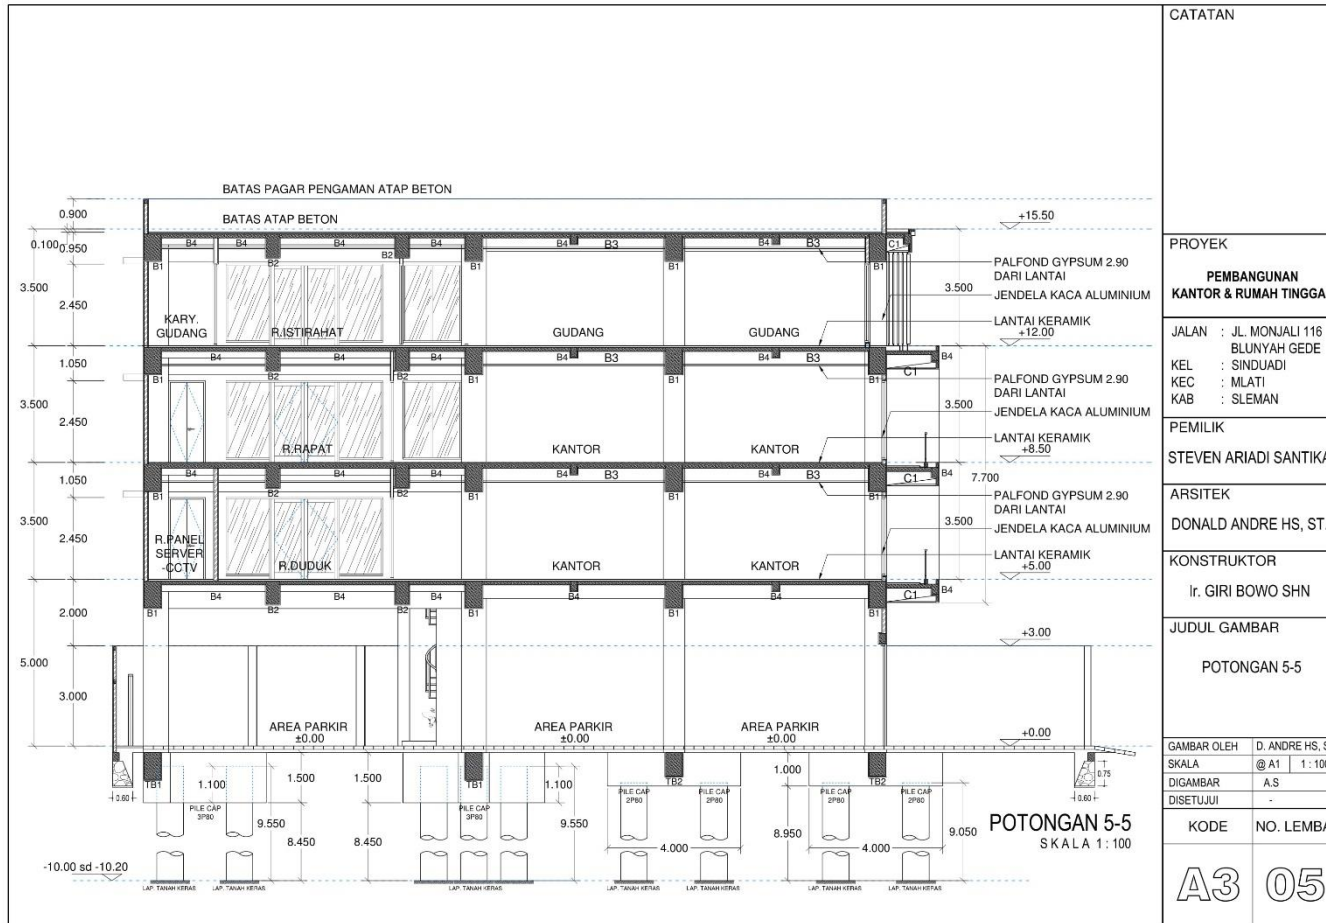 CATATAN
BATAS PAGAR PENGAMAN ATAP BETON
BATAS ATAP BETON
0.900
0.100
0.950
3.500
2.450
1.050
3.500
2.450
1.050
3.500
2.450
2.000
5.000
3.000
B4 B4 B4 B4 B4 B3 B4 B3 C1
B1 B2 B2 B1 B1 B1
KARY.
GUDANG
R.ISTIRAHAT
GUDANG
GUDANG
B4 B4 B4 B4 B3 B4 B3 C1 B4
B1 B2 B2 B1 B1 B1
R.RAPAT
KANTOR
KANTOR
B4 B4 B4 B4 B3 B4 B3 C1 B4
B1 B2 B2 B1 B1 B1
R.PANEL
SERVER
-CCTV
R.DUDUK
KANTOR
KANTOR
B4 B4 B4 B4 B4 C1 B4
B1 B2 B2 B1 B1 B1
AREA PARKIR
±0.00
AREA PARKIR
±0.00
AREA PARKIR
±0.00
+15.50
PALFOND GYPSUM 2.90
DARI LANTAI
3.500
JENDELA KACA ALUMINIUM
LANTAI KERAMIK
+12.00
PALFOND GYPSUM 2.90
DARI LANTAI
3.500
JENDELA KACA ALUMINIUM
LANTAI KERAMIK
+8.50
7.700
PALFOND GYPSUM 2.90
DARI LANTAI
3.500
JENDELA KACA ALUMINIUM
LANTAI KERAMIK
+5.00
+3.00
+0.00
TB1 TB1 TB2 TB2
0.60
1.100
1.500
1.500
1.100
1.000
0.75
0.60
PILE CAP
3P80
PILE CAP
3P80
PILE CAP
2P80
PILE CAP
2P80
PILE CAP
2P80
PILE CAP
2P80
9.550
8.450
8.450
9.550
8.950
9.050
4.000
4.000
-10.00 sd -10.20
LAP. TANAH KERAS
LAP. TANAH KERAS
LAP. TANAH KERAS
LAP. TANAH KERAS
LAP. TANAH KERAS
LAP. TANAH KERAS
LAP. TANAH KERAS
POTONGAN 5-5
SKALA 1 : 100
PROYEK
PEMBANGUNAN
KANTOR & RUMAH TINGGA
JALAN : JL. MONJALI 116
BLUNYAH GEDE
KEL : SINDUADI
KEC : MLATI
KAB : SLEMAN
PEMILIK
STEVEN ARIADI SANTIKA
ARSITEK
DONALD ANDRE HS, ST.
KONSTRUKTOR
Ir. GIRI BOWO SHN
JUDUL GAMBAR
POTONGAN 5-5
GAMBAR OLEH D. ANDRE HS, S
SKALA @ A1 1 : 100
DIGAMBAR A.S
DISETUJUI -
KODE NO. LEMBA
A3 05